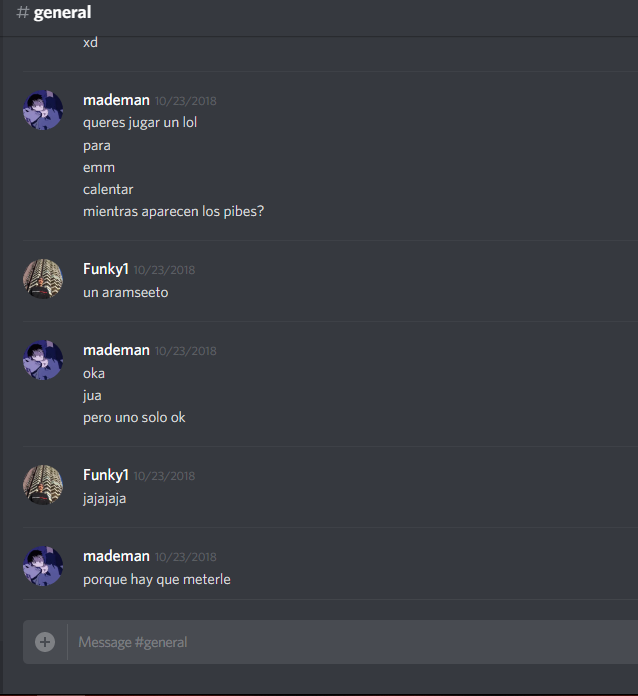 # general
xd
mademan 10/23/2018
queres jugar un lol
para
emm
calentar
mientras aparecen los pibes?
Funky1 10/23/2018
un aramseeto
mademan 10/23/2018
oka
jua
pero uno solo ok
Funky1 10/23/2018
jajajaja
mademan 10/23/2018
porque hay que meterle
Message #general